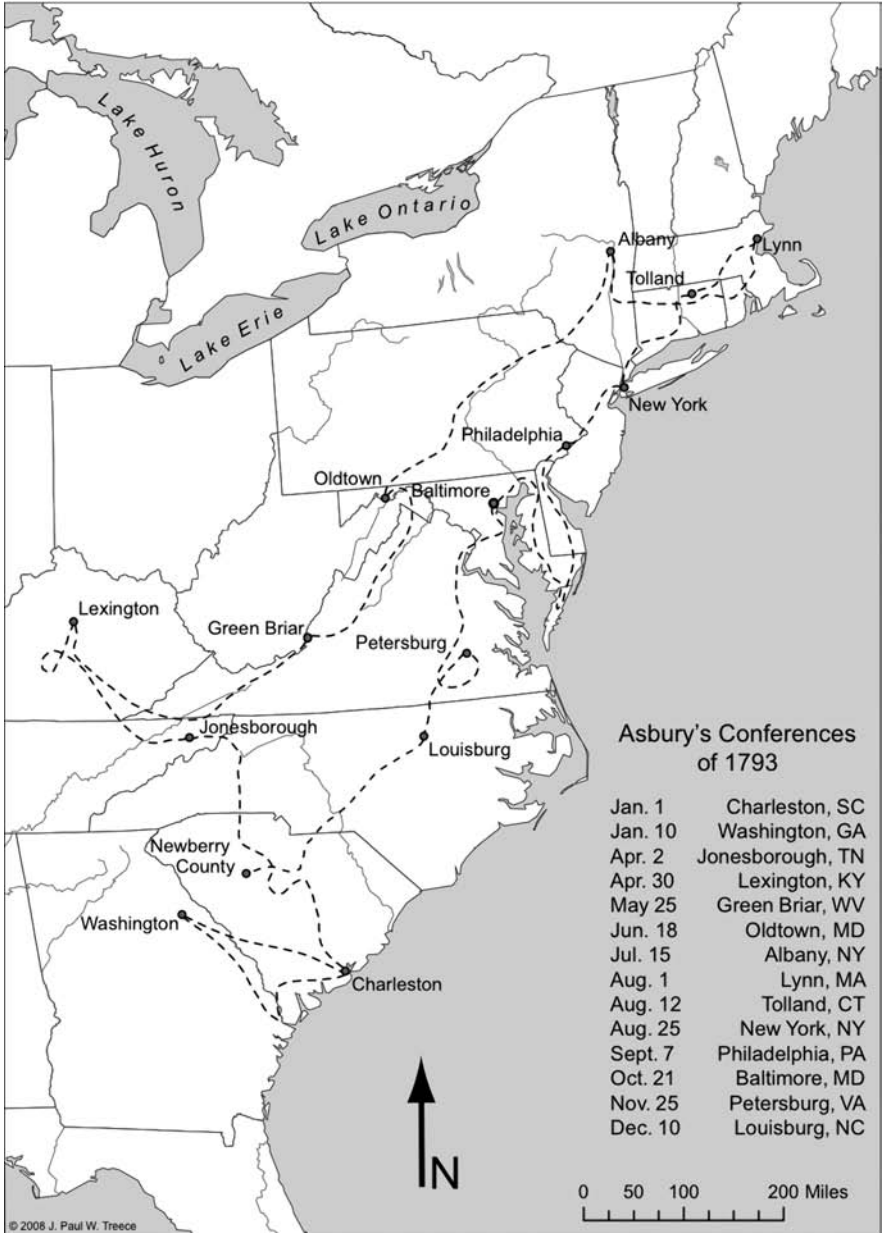 Lake Huron
Lake Ontario
Lake Erie
Albany
Lynn
Tolland
New York
Philadelphia
Oldtown
Baltimore
Lexington
Green Briar
Petersburg
Jonesborough
Louisburg
Newberry
County
Washington
Charleston
Asbury's Conferences
of 1793
Jan. 1 Charleston, SC
Jan. 10 Washington, GA
Apr. 2 Jonesborough, TN
Apr. 30 Lexington, KY
May 25 Green Briar, WV
Jun. 18 Oldtown, MD
Jul. 15 Albany, NY
Aug. 1 Lynn, MA
Aug. 12 Tolland, CT
Aug. 25 New York, NY
Sept. 7 Philadelphia, PA
Oct. 21 Baltimore, MD
Nov. 25 Petersburg, VA
Dec. 10 Louisburg, NC
N
0 50 100 200 Miles
© 2008 J. Paul W. Treece